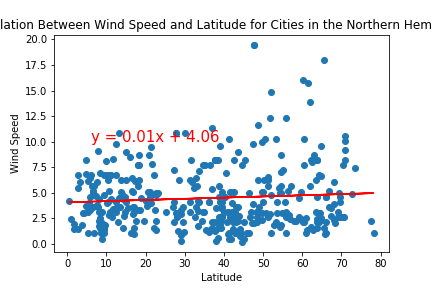 lation Between Wind Speed and Latitude for Cities in the Northern Hem
20.0
17.5
15.0
12.5
10.0
7.5
5.0
2.5
0.0
Wind Speed
y = 0.01x + 4.06
0 10 20 30 40 50 60 70 80
Latitude